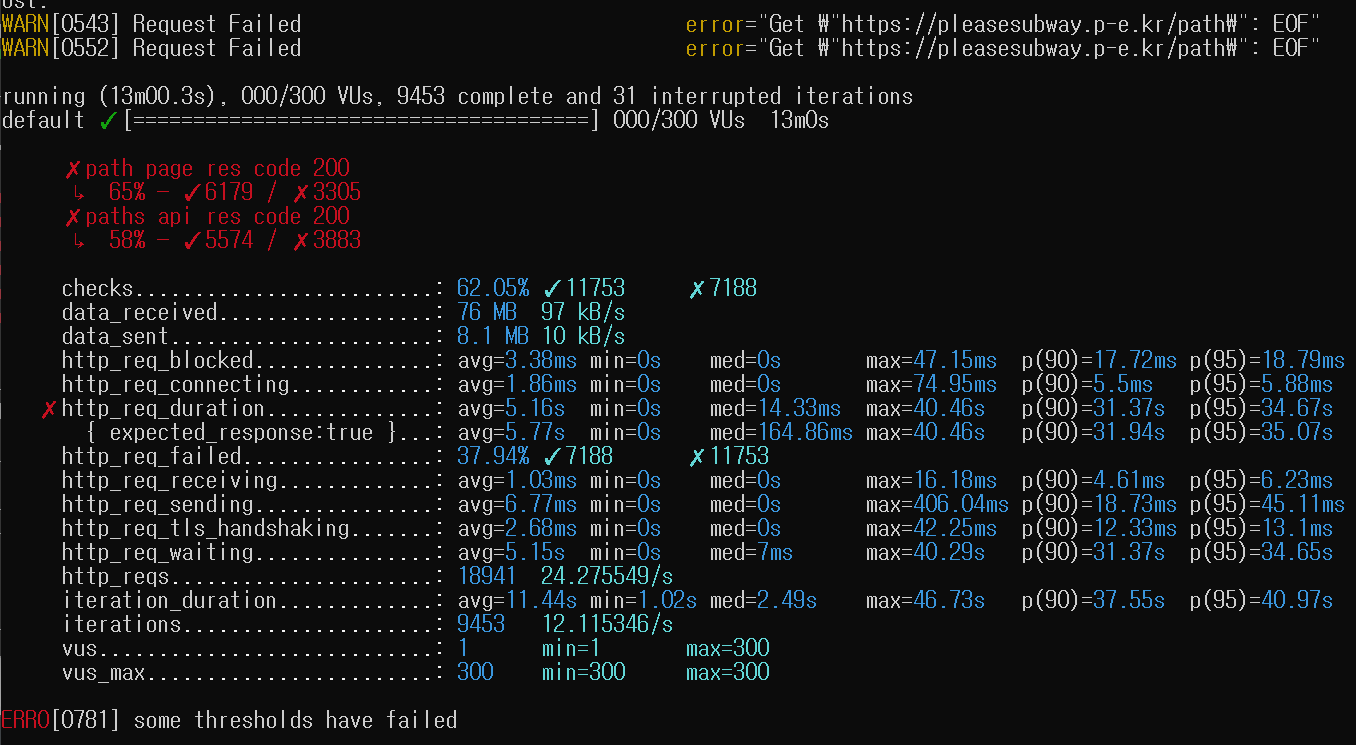 ost.
WARN[0543] Request Failed                                error="Get ₩"https://pleasesubway.p-e.kr/path₩": EOF"
WARN[0552] Request Failed                                error="Get ₩"https://pleasesubway.p-e.kr/path₩": EOF"
running (13m00.3s), 000/300 VUs, 9453 complete and 31 interrupted iterations
default ✓ [======================================] 000/300 VUs  13m0s
✗ path page res code 200
↳  65% — ✓ 6179 / ✗ 3305
✗ paths api res code 200
↳  58% — ✓ 5574 / ✗ 3883
checks.........................: 62.05% ✓ 11753     ✗ 7188
data_received..................: 76 MB  97 kB/s
data_sent......................: 8.1 MB 10 kB/s
http_req_blocked...............: avg=3.38ms min=0s    med=0s       max=47.15ms  p(90)=17.72ms p(95)=18.79ms
http_req_connecting............: avg=1.86ms min=0s    med=0s       max=74.95ms  p(90)=5.5ms   p(95)=5.88ms
✗ http_req_duration..............: avg=5.16s  min=0s    med=14.33ms  max=40.46s   p(90)=31.37s  p(95)=34.67s
{ expected_response:true }...: avg=5.77s  min=0s    med=164.86ms max=40.46s   p(90)=31.94s  p(95)=35.07s
http_req_failed................: 37.94% ✓ 7188      ✗ 11753
http_req_receiving.............: avg=1.03ms min=0s    med=0s       max=16.18ms  p(90)=4.61ms  p(95)=6.23ms
http_req_sending...............: avg=6.77ms min=0s    med=0s       max=406.04ms p(90)=18.73ms p(95)=45.11ms
http_req_tls_handshaking.......: avg=2.68ms min=0s    med=0s       max=42.25ms  p(90)=12.33ms p(95)=13.1ms
http_req_waiting...............: avg=5.15s  min=0s    med=7ms      max=40.29s   p(90)=31.37s  p(95)=34.65s
http_reqs......................: 18941  24.275549/s
iteration_duration.............: avg=11.44s min=1.02s med=2.49s    max=46.73s   p(90)=37.55s  p(95)=40.97s
iterations.....................: 9453   12.115346/s
vus............................: 1      min=1       max=300
vus_max........................: 300    min=300     max=300
ERRO[0781] some thresholds have failed